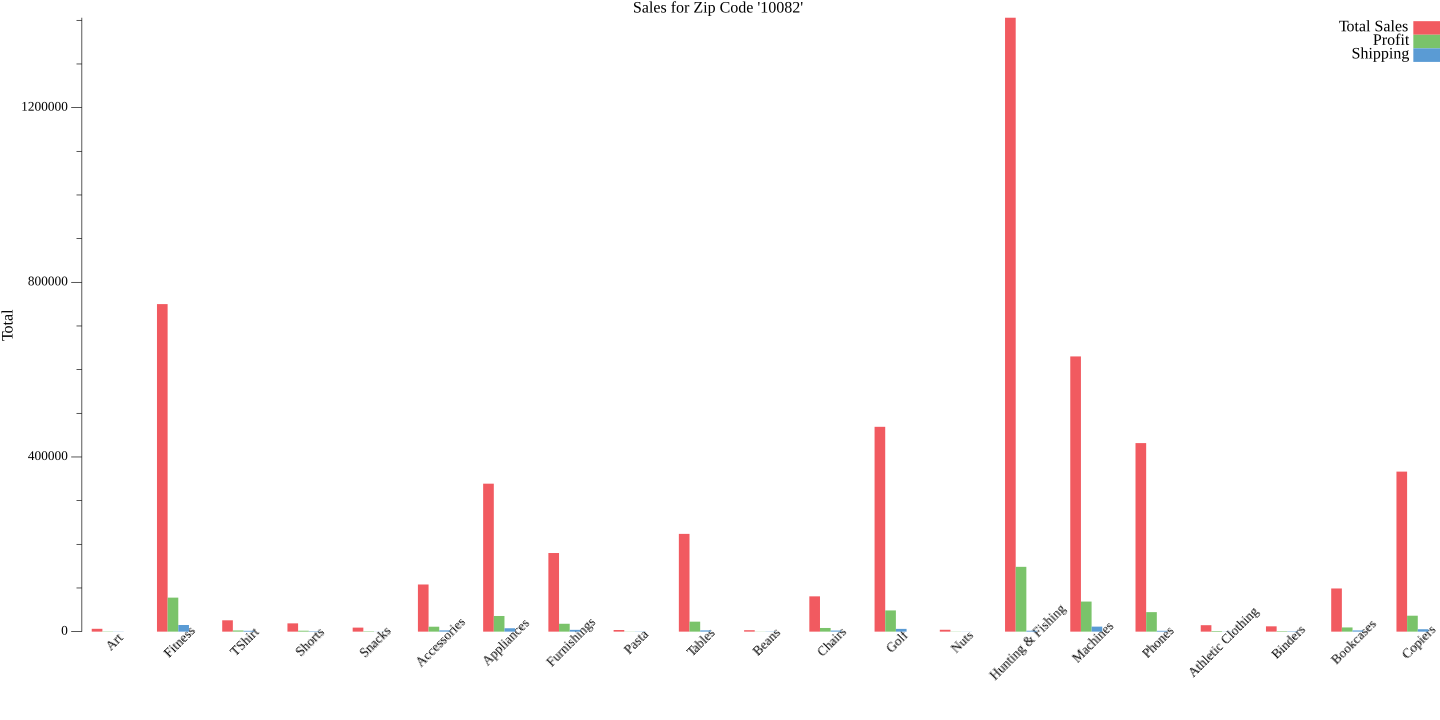 Sales for Zip Code '10082'
Total Sales
Profit
Shipping
1200000
800000
400000
0
Total
Art
Fitness
TShirt
Shorts
Snacks
Accessories
Appliances
Furnishings
Pasta
Tables
Beans
Chairs
Golf
Nuts
Hunting & Fishing
Machines
Phones
Athletic Clothing
Binders
Bookcases
Copiers